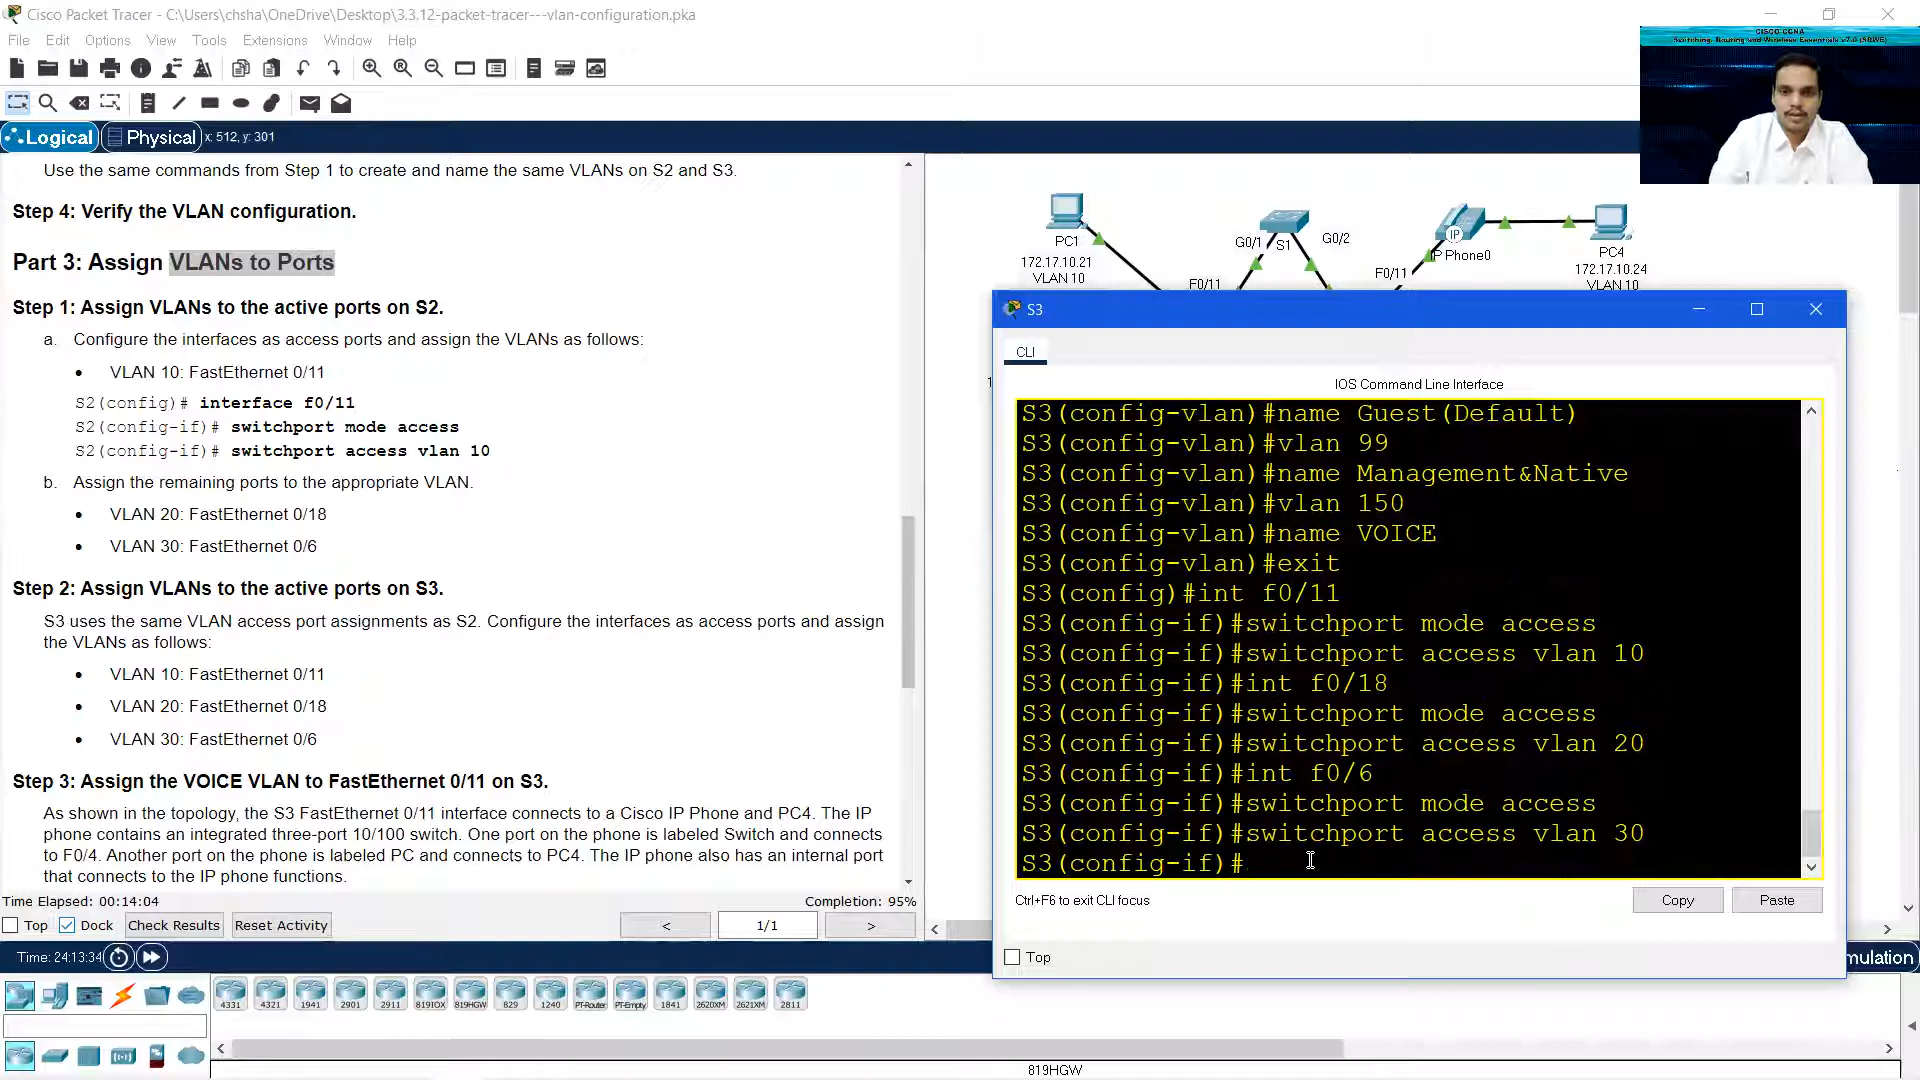 Cisco Packet Tracer - C:\Users\chsha\OneDrive\Desktop\3.3.12-packet-tracer---vlan-configuration.pka
File Edit Options View Tools Extensions Window Help
Logical Physical x: 512, y: 301
CISCO CCNA
Switching, Routing and Wireless Essentials v7.0 (SRWE)
Use the same commands from Step 1 to create and name the same VLANs on S2 and S3.
Step 4: Verify the VLAN configuration.
Part 3: Assign VLANs to Ports
Step 1: Assign VLANs to the active ports on S2.
a. Configure the interfaces as access ports and assign the VLANs as follows:
• VLAN 10: FastEthernet 0/11
S2(config)# interface f0/11
S2(config-if)# switchport mode access
S2(config-if)# switchport access vlan 10
b. Assign the remaining ports to the appropriate VLAN.
• VLAN 20: FastEthernet 0/18
• VLAN 30: FastEthernet 0/6
Step 2: Assign VLANs to the active ports on S3.
S3 uses the same VLAN access port assignments as S2. Configure the interfaces as access ports and assign
the VLANs as follows:
• VLAN 10: FastEthernet 0/11
• VLAN 20: FastEthernet 0/18
• VLAN 30: FastEthernet 0/6
Step 3: Assign the VOICE VLAN to FastEthernet 0/11 on S3.
As shown in the topology, the S3 FastEthernet 0/11 interface connects to a Cisco IP Phone and PC4. The IP
phone contains an integrated three-port 10/100 switch. One port on the phone is labeled Switch and connects
to F0/4. Another port on the phone is labeled PC and connects to PC4. The IP phone also has an internal port
that connects to the IP phone functions.
Time Elapsed: 00:14:04 Completion: 95%
Top Dock Check Results Reset Activity < 1/1 >
PC1
172.17.10.21
VLAN 10
G0/1 S1 G0/2
F0/11
IP
IP Phone0
F0/11
PC4
172.17.10.24
VLAN 10
S3
CLI
IOS Command Line Interface
S3(config-vlan)#name Guest(Default)
S3(config-vlan)#vlan 99
S3(config-vlan)#name Management&Native
S3(config-vlan)#vlan 150
S3(config-vlan)#name VOICE
S3(config-vlan)#exit
S3(config)#int f0/11
S3(config-if)#switchport mode access
S3(config-if)#switchport access vlan 10
S3(config-if)#int f0/18
S3(config-if)#switchport mode access
S3(config-if)#switchport access vlan 20
S3(config-if)#int f0/6
S3(config-if)#switchport mode access
S3(config-if)#switchport access vlan 30
S3(config-if)#
Ctrl+F6 to exit CLI focus
Copy Paste
Top
Time: 24:13:34
mulation
4331 4321 1941 2901 2911 819IOX 819HGW 829 1240 PT-Router PT-Empty 1841 2620XM 2621XM 2811
819HGW